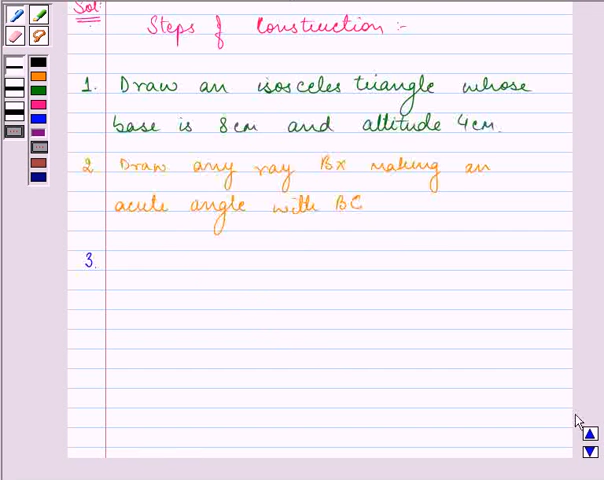 Sol:
Steps of Construction :-
1. Draw an isosceles triangle whose
base is 8cm and altitude 4cm.
2 Draw any ray BX making an
acute angle with BC
3.